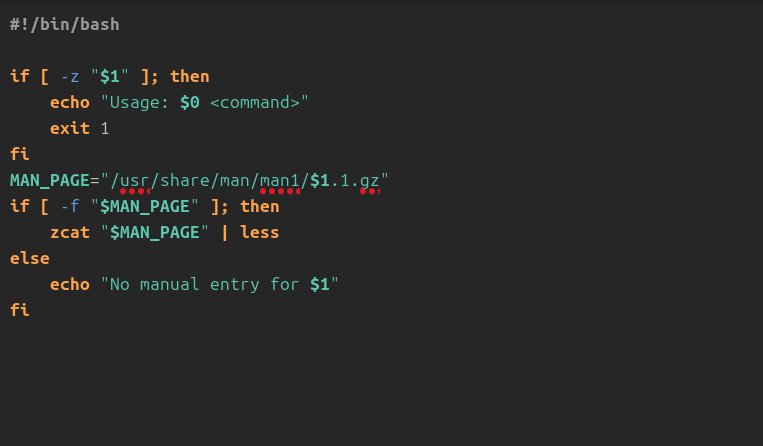 #!/bin/bash

if [ -z "$1" ]; then
    echo "Usage: $0 <command>"
    exit 1
fi
MAN_PAGE="/usr/share/man/man1/$1.1.gz"
if [ -f "$MAN_PAGE" ]; then
    zcat "$MAN_PAGE" | less
else
    echo "No manual entry for $1"
fi